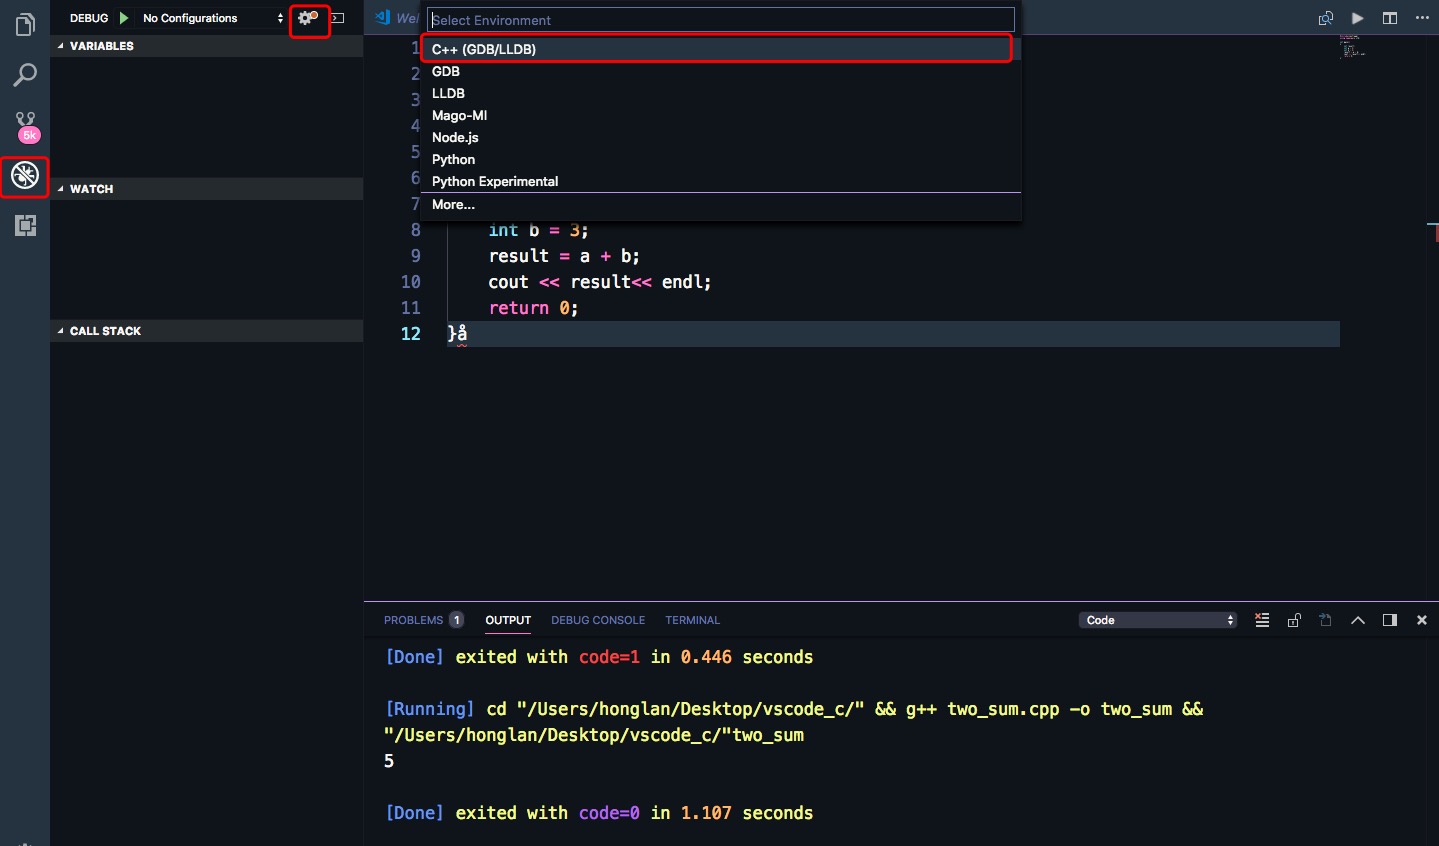 DEBUG No Configurations
VARIABLES
5k
WATCH
CALL STACK
Wel
Select Environment
C++ (GDB/LLDB)
GDB
LLDB
Mago-MI
Node.js
Python
Python Experimental
More...
1
2
3
4
5
6
7
8 int b = 3;
9 result = a + b;
10 cout << result<< endl;
11 return 0;
12 }å
PROBLEMS 1 OUTPUT DEBUG CONSOLE TERMINAL Code
[Done] exited with code=1 in 0.446 seconds
[Running] cd "/Users/honglan/Desktop/vscode_c/" && g++ two_sum.cpp -o two_sum &&
"/Users/honglan/Desktop/vscode_c/"two_sum
5
[Done] exited with code=0 in 1.107 seconds